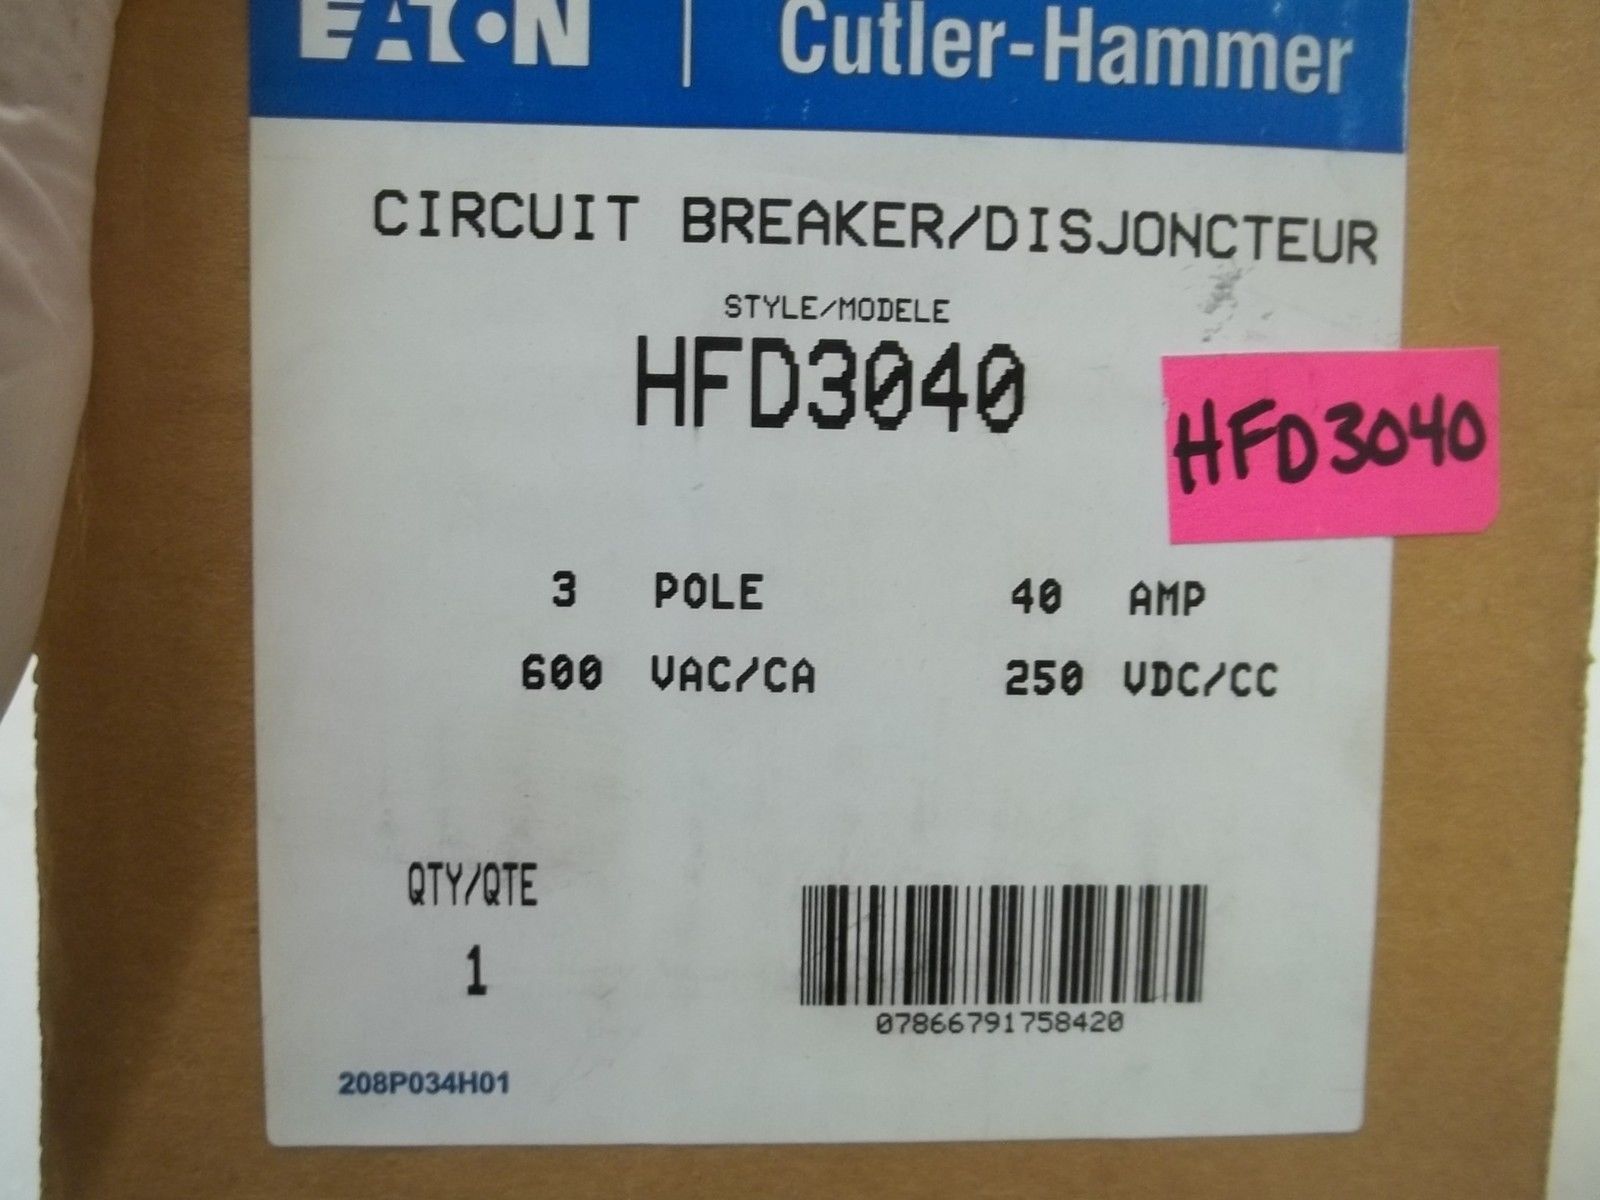 EATON | Cutler-Hammer
CIRCUIT BREAKER/DISJONCTEUR
STYLE/MODELE
HFD3040
HFD3040
3 POLE 40 AMP
600 VAC/CA 250 VDC/CC
QTY/QTE
1
07866791758420
208P034H01